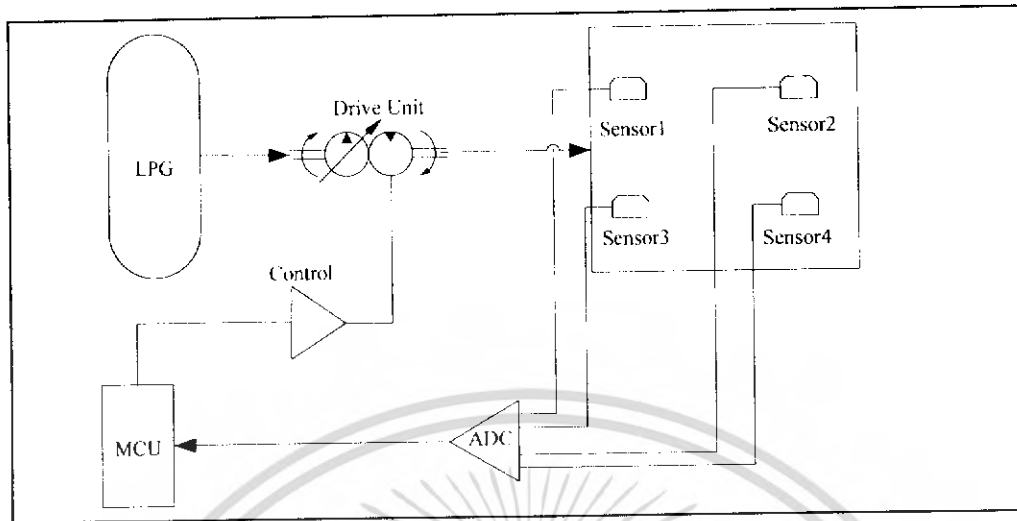 Drive Unit
LPG
Sensor1
Sensor2
Sensor3
Sensor4
Control
MCU
ADC